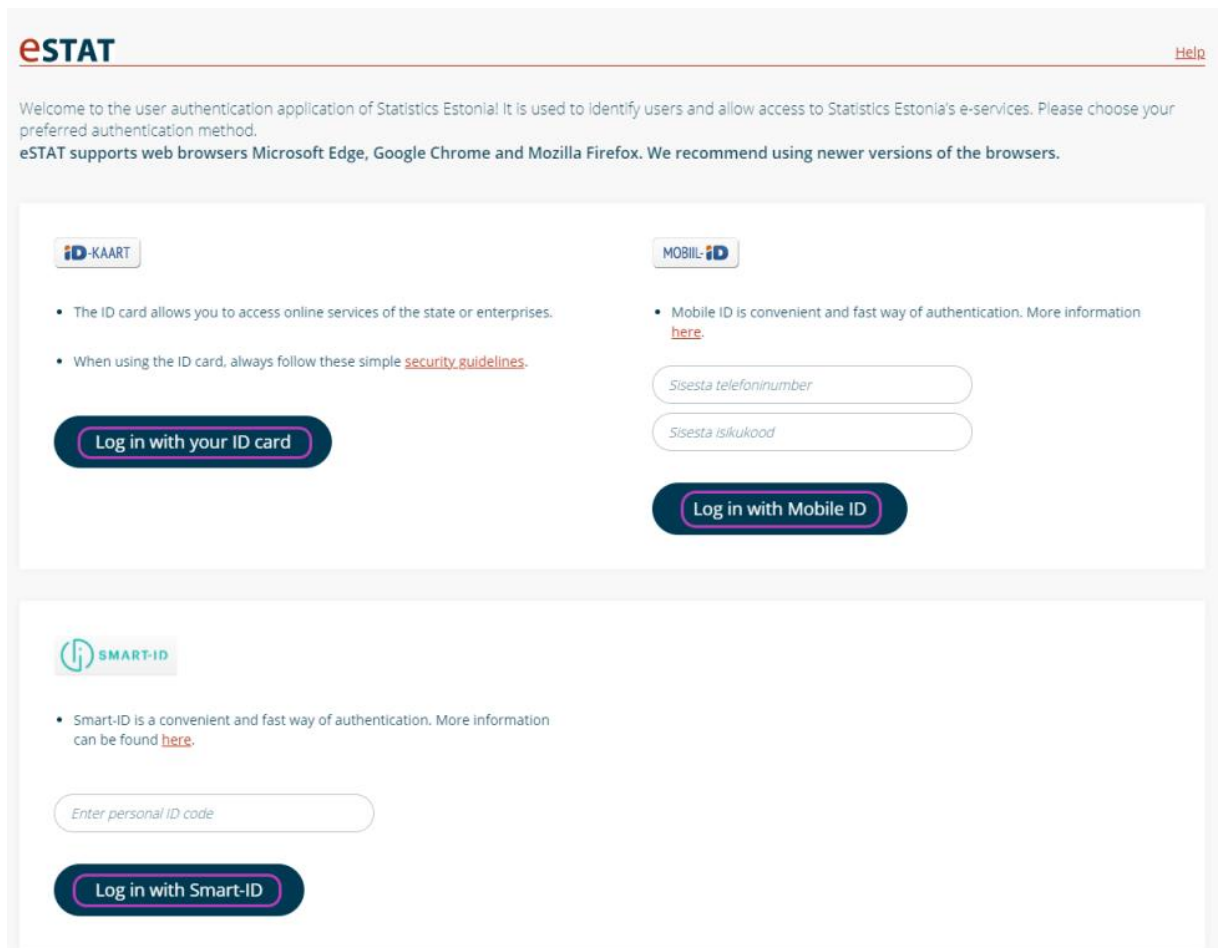 eSTAT
Help
Welcome to the user authentication application of Statistics Estonia! It is used to identify users and allow access to Statistics Estonia's e-services. Please choose your
preferred authentication method.
eSTAT supports web browsers Microsoft Edge, Google Chrome and Mozilla Firefox. We recommend using newer versions of the browsers.
iD-KAART
• The ID card allows you to access online services of the state or enterprises.
• When using the ID card, always follow these simple security guidelines.
Log in with your ID card
MOBIIL-iD
• Mobile ID is convenient and fast way of authentication. More information
here.
Sisesta telefoninumber
Sisesta isikukood
Log in with Mobile ID
SMART-ID
• Smart-ID is a convenient and fast way of authentication. More information
can be found here.
Enter personal ID code
Log in with Smart-ID